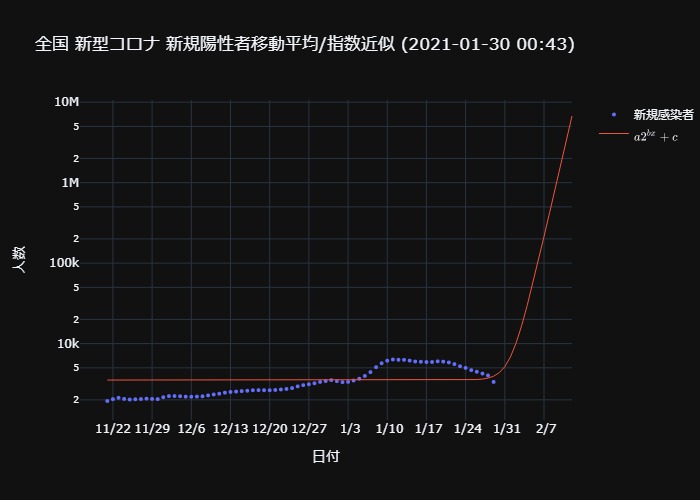 全国 新型コロナ 新規陽性者移動平均/指数近似 (2021-01-30 00:43)
10M
5
2
1M
5
2
100k
5
2
10k
5
2
人数
11/22 11/29 12/6 12/13 12/20 12/27 1/3 1/10 1/17 1/24 1/31 2/7
日付
新規感染者
a2^{bx} + c